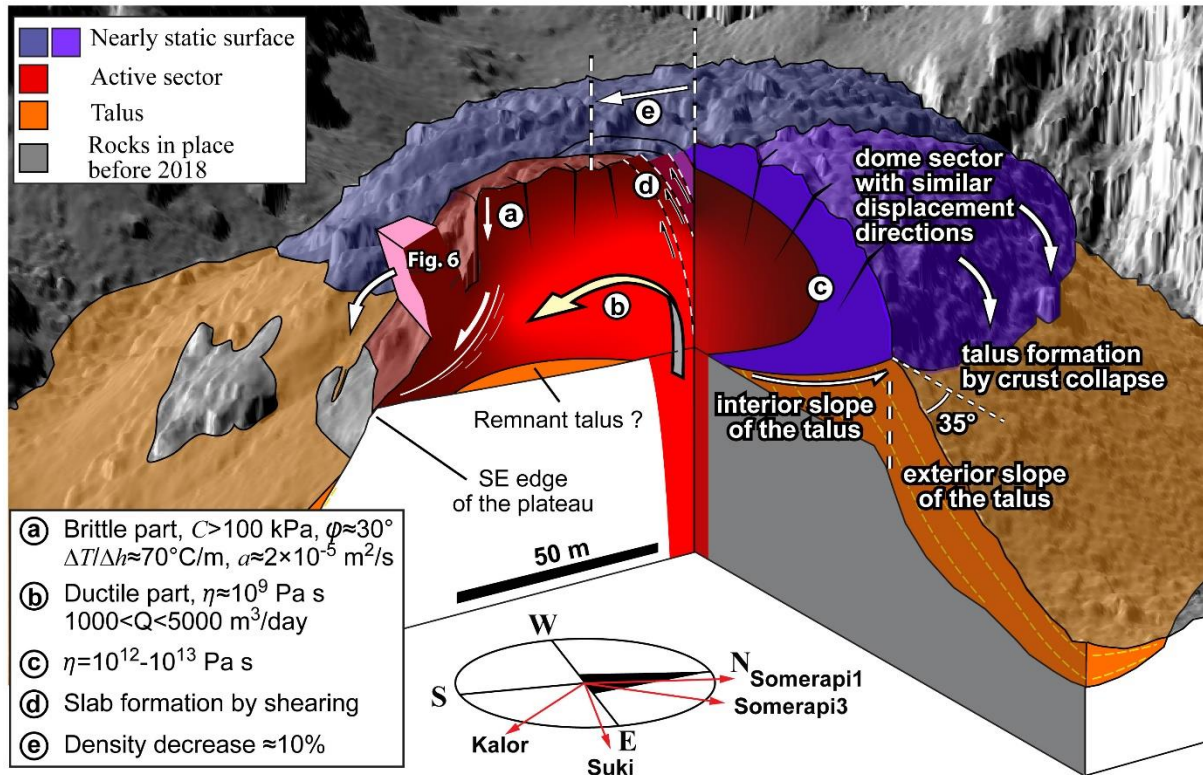 Nearly static surface
Active sector
Talus
Rocks in place
before 2018
e
d
a
Fig. 6
b
c
dome sector
with similar
displacement
directions
talus formation
by crust collapse
35°
interior slope
of the talus
exterior slope
of the talus
Remnant talus ?
SE edge
of the plateau
50 m
a Brittle part, C>100 kPa, φ≈30°
ΔT/Δh≈70°C/m, a≈2×10⁻⁵ m²/s
b Ductile part, η≈10⁹ Pa s
1000<Q<5000 m³/day
c η=10¹²-10¹³ Pa s
d Slab formation by shearing
e Density decrease ≈10%
W
N
S
E
Somerapi1
Somerapi3
Kalor
Suki